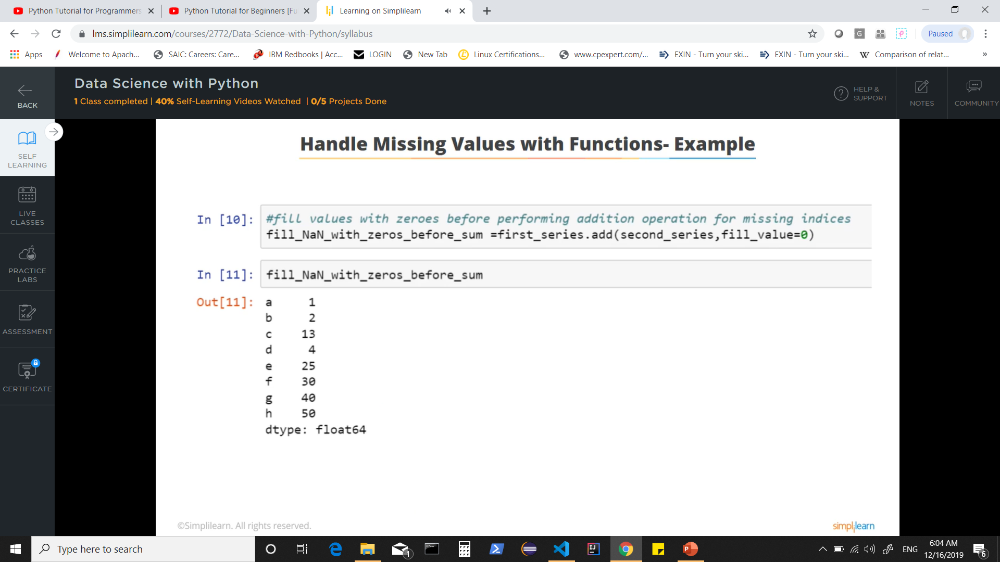 Python Tutorial for Programmers
Python Tutorial for Beginners [Fu
Learning on Simplilearn
lms.simplilearn.com/courses/2772/Data-Science-with-Python/syllabus
G
Paused
Apps
Welcome to Apach...
SAIC: Careers: Care...
IBM Redbooks | Acc...
LOGIN
New Tab
Linux Certifications...
www.cpexpert.com/...
EXIN - Turn your ski...
EXIN - Turn your ski...
W Comparison of relat...
»
BACK
Data Science with Python
1 Class completed | 40% Self-Learning Videos Watched | 0/5 Projects Done
HELP &
SUPPORT
NOTES
COMMUNITY
SELF
LEARNING
LIVE
CLASSES
PRACTICE
LABS
ASSESSMENT
CERTIFICATE
Handle Missing Values with Functions- Example
In [10]: #fill values with zeroes before performing addition operation for missing indices
fill_NaN_with_zeros_before_sum =first_series.add(second_series,fill_value=0)
In [11]: fill_NaN_with_zeros_before_sum
Out[11]: a 1
b 2
c 13
d 4
e 25
f 30
g 40
h 50
dtype: float64
©Simplilearn. All rights reserved.
simplilearn
Type here to search
1
IJ
P
ENG
6:04 AM
12/16/2019
6